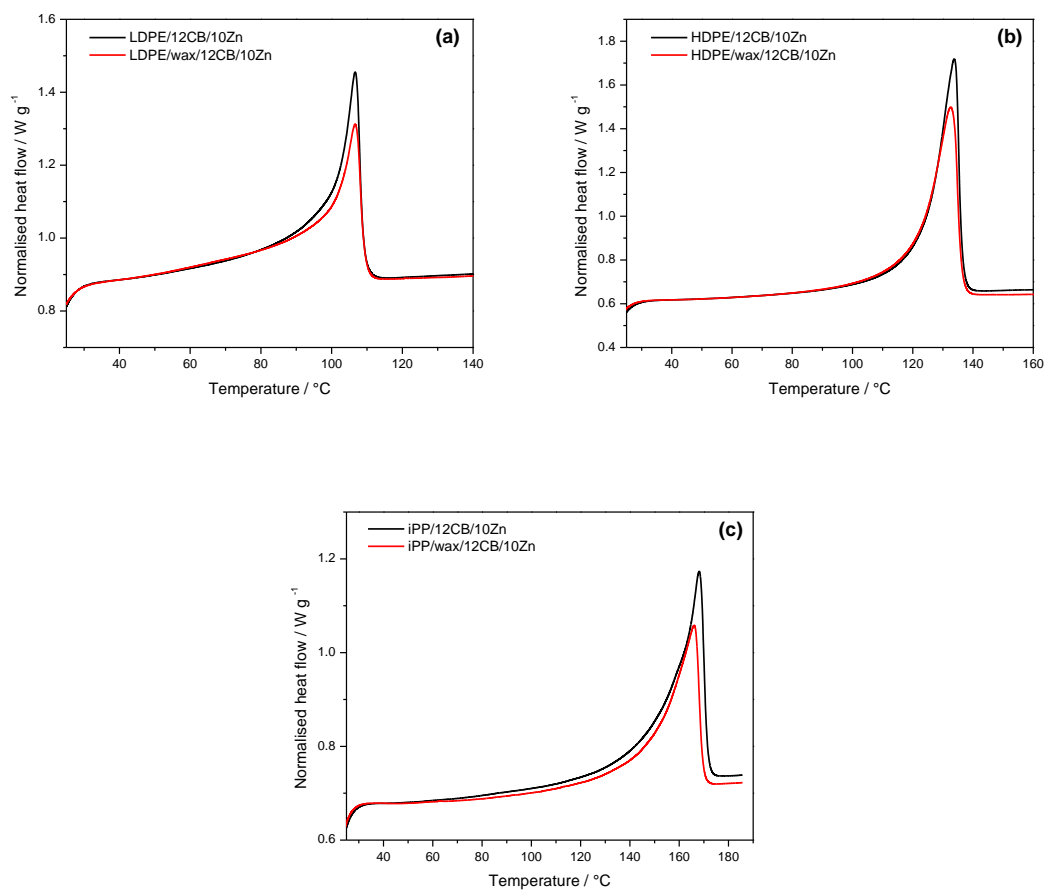 (a)
LDPE/12CB/10Zn
LDPE/wax/12CB/10Zn
Normalised heat flow / W g⁻¹
1.6
1.4
1.2
1.0
0.8
40 60 80 100 120 140
Temperature / °C
(b)
HDPE/12CB/10Zn
HDPE/wax/12CB/10Zn
Normalised heat flow / W g⁻¹
1.8
1.6
1.4
1.2
1.0
0.8
0.6
0.4
40 60 80 100 120 140 160
Temperature / °C
(c)
iPP/12CB/10Zn
iPP/wax/12CB/10Zn
Normalised heat flow / W g⁻¹
1.2
1.0
0.8
0.6
40 60 80 100 120 140 160 180
Temperature / °C